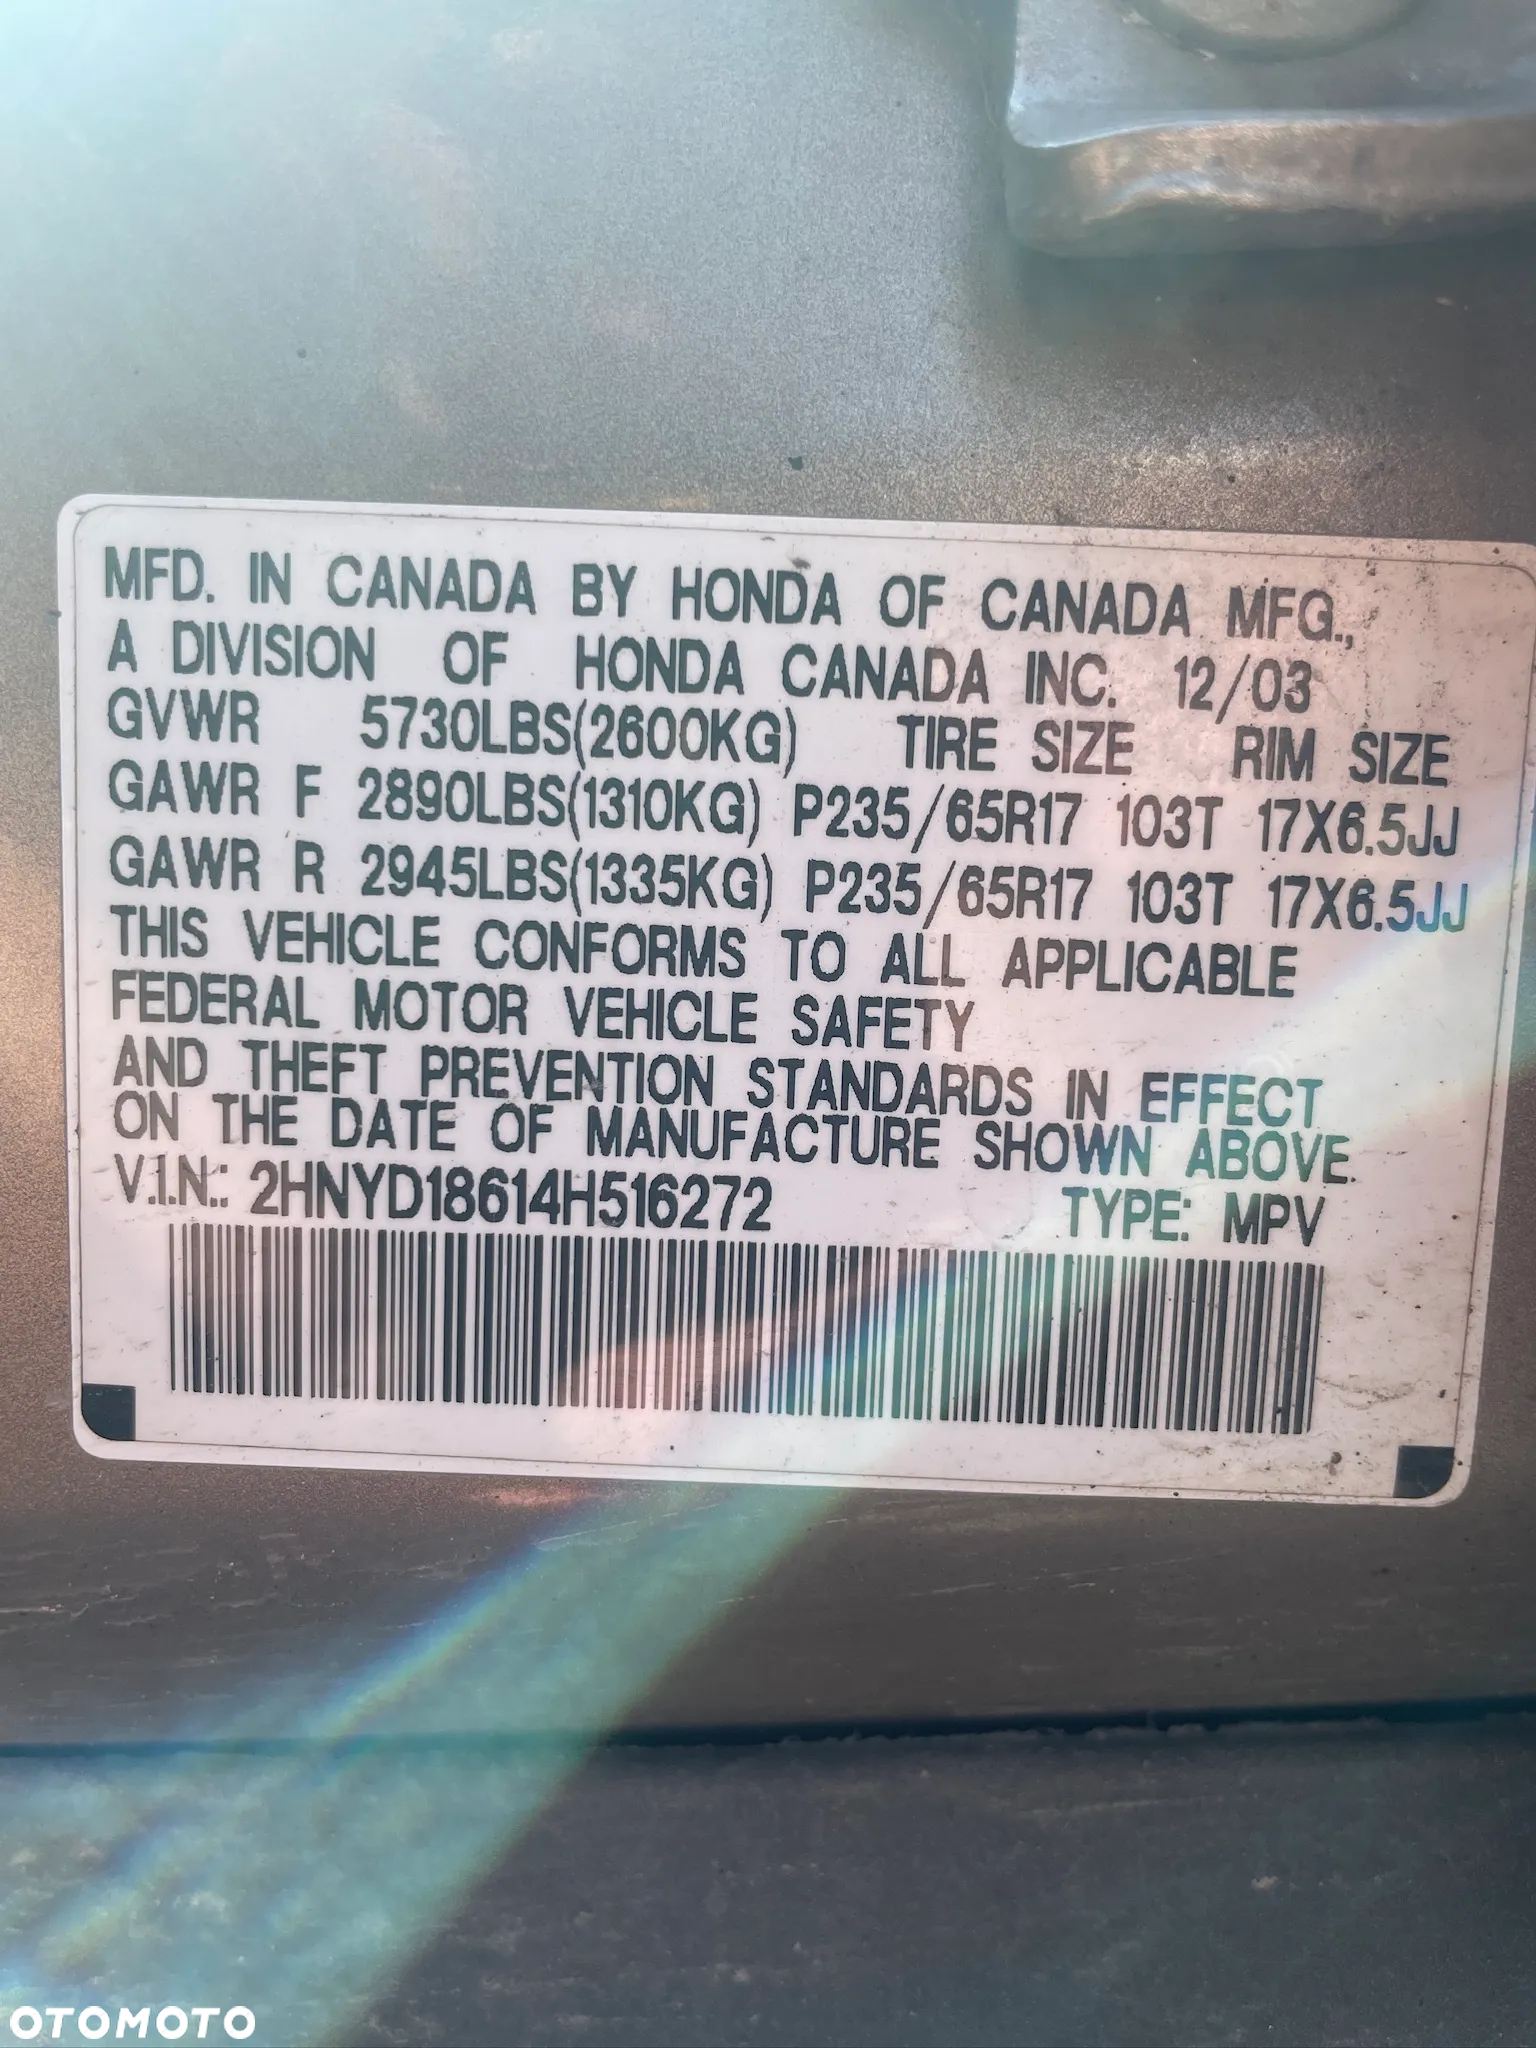 MFD. IN CANADA BY HONDA OF CANADA MFG.,
A DIVISION OF HONDA CANADA INC. 12/03
GVWR 5730LBS(2600KG) TIRE SIZE RIM SIZE
GAWR F 2890LBS(1310KG) P235/65R17 103T 17X6.5JJ
GAWR R 2945LBS(1335KG) P235/65R17 103T 17X6.5JJ
THIS VEHICLE CONFORMS TO ALL APPLICABLE
FEDERAL MOTOR VEHICLE SAFETY
AND THEFT PREVENTION STANDARDS IN EFFECT
ON THE DATE OF MANUFACTURE SHOWN ABOVE.
V.I.N.: 2HNYD18614H516272 TYPE: MPV
OTOMOTO